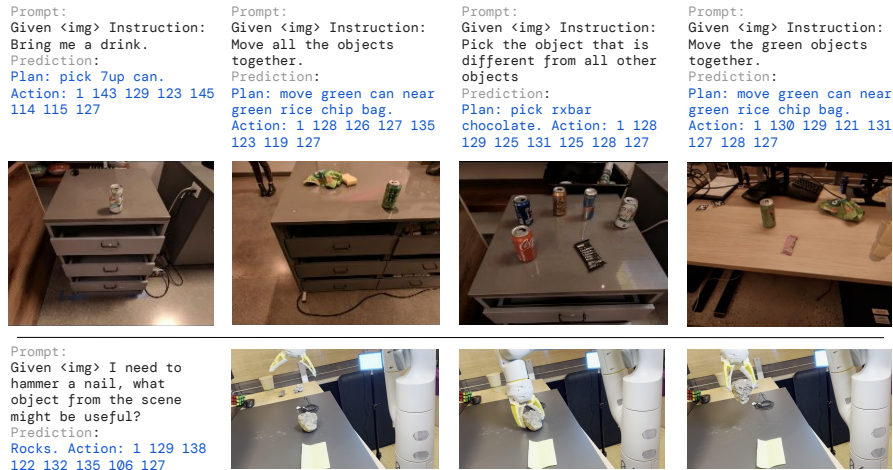 Prompt:
Given <img> Instruction:
Bring me a drink.
Prediction:
Plan: pick 7up can.
Action: 1 143 129 123 145
114 115 127
Prompt:
Given <img> Instruction:
Move all the objects
together.
Prediction:
Plan: move green can near
green rice chip bag.
Action: 1 128 126 127 135
123 119 127
Prompt:
Given <img> Instruction:
Pick the object that is
different from all other
objects
Prediction:
Plan: pick rxbar
chocolate. Action: 1 128
129 125 131 125 128 127
Prompt:
Given <img> Instruction:
Move the green objects
together.
Prediction:
Plan: move green can near
green rice chip bag.
Action: 1 130 129 121 131
127 128 127
Prompt:
Given <img> I need to
hammer a nail, what
object from the scene
might be useful?
Prediction:
Rocks. Action: 1 129 138
122 132 135 106 127